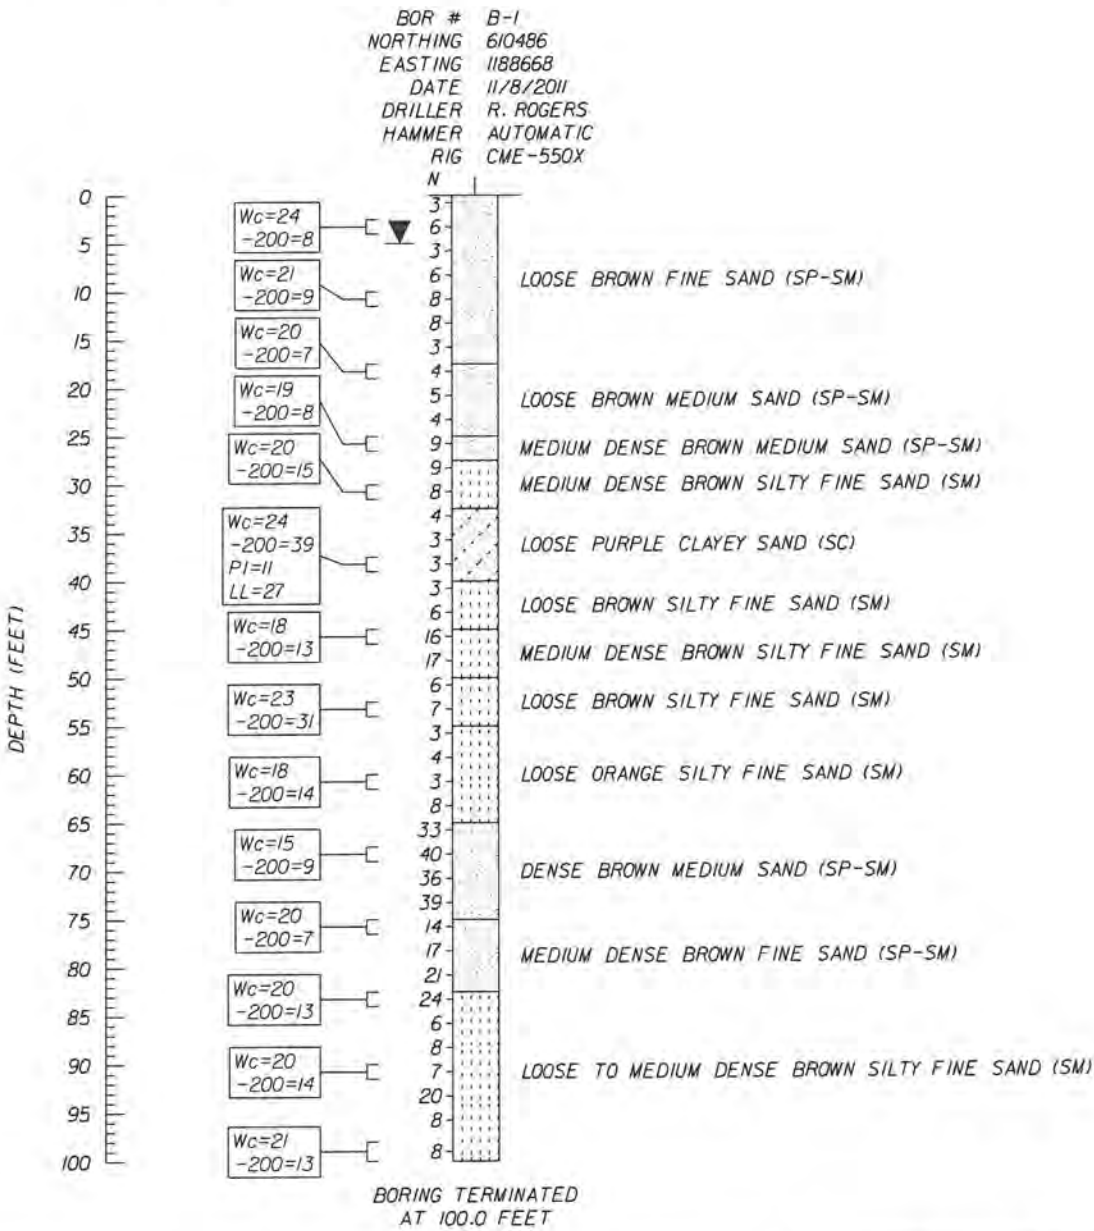 BOR # B-1
NORTHING 610486
EASTING 1188668
DATE 11/8/2011
DRILLER R. ROGERS
HAMMER AUTOMATIC
RIG CME-550X
N
DEPTH (FEET)
0
5
10
15
20
25
30
35
40
45
50
55
60
65
70
75
80
85
90
95
100
Wc=24
-200=8
Wc=21
-200=9
Wc=20
-200=7
Wc=19
-200=8
Wc=20
-200=15
Wc=24
-200=39
PI=11
LL=27
Wc=18
-200=13
Wc=23
-200=31
Wc=18
-200=14
Wc=15
-200=9
Wc=20
-200=7
Wc=20
-200=13
Wc=20
-200=14
Wc=21
-200=13
3
6
3
6
8
8
3
4
5
4
9
9
8
4
3
3
3
6
16
17
6
7
3
4
3
8
33
40
36
39
14
17
21
24
6
8
7
20
8
8
LOOSE BROWN FINE SAND (SP-SM)
LOOSE BROWN MEDIUM SAND (SP-SM)
MEDIUM DENSE BROWN MEDIUM SAND (SP-SM)
MEDIUM DENSE BROWN SILTY FINE SAND (SM)
LOOSE PURPLE CLAYEY SAND (SC)
LOOSE BROWN SILTY FINE SAND (SM)
MEDIUM DENSE BROWN SILTY FINE SAND (SM)
LOOSE BROWN SILTY FINE SAND (SM)
LOOSE ORANGE SILTY FINE SAND (SM)
DENSE BROWN MEDIUM SAND (SP-SM)
MEDIUM DENSE BROWN FINE SAND (SP-SM)
LOOSE TO MEDIUM DENSE BROWN SILTY FINE SAND (SM)
BORING TERMINATED
AT 100.0 FEET